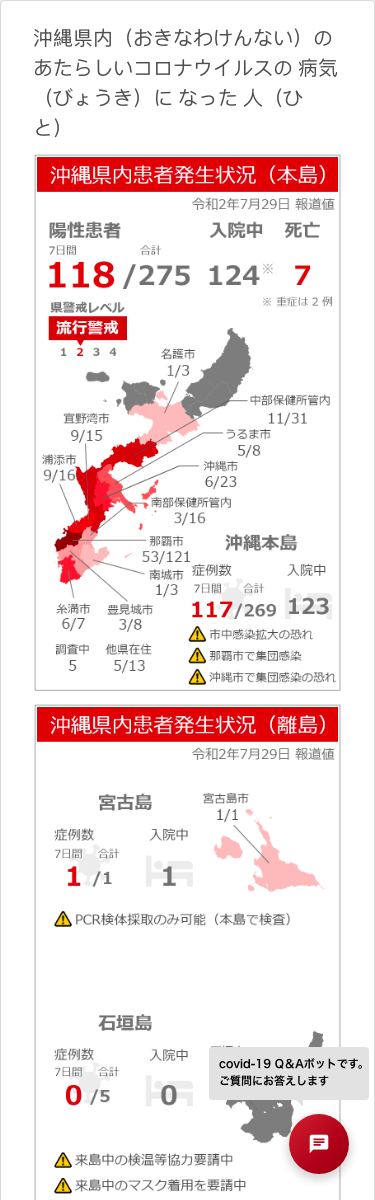 沖縄県内（おきなわけんない）の
あたらしいコロナウイルスの 病気
（びょうき）に なった 人（ひ
と）
沖縄県内患者発生状況（本島）
令和2年7月29日 報道値
陽性患者 入院中 死亡
7日間 合計
118/275 124※ 7
※ 重症は 2 例
県警戒レベル
流行警戒
1 2 3 4
名護市
1/3
中部保健所管内
11/31
宜野湾市
9/15
うるま市
5/8
浦添市
9/16
沖縄市
6/23
南部保健所管内
3/16
那覇市
53/121
南城市
1/3
糸満市
6/7
豊見城市
3/8
調査中
5
他県在住
5/13
沖縄本島
症例数 入院中
7日間 合計
117/269 123
市中感染拡大の恐れ
那覇市で集団感染
沖縄市で集団感染の恐れ
沖縄県内患者発生状況（離島）
令和2年7月29日 報道値
宮古島
症例数 入院中
7日間 合計
1/1 1
宮古島市
1/1
PCR検体採取のみ可能（本島で検査）
石垣島
症例数 入院中
7日間 合計
0/5 0
covid-19 Q&Aボットです。
ご質問にお答えします
来島中の検温等協力要請中
来島中のマスク着用を要請中